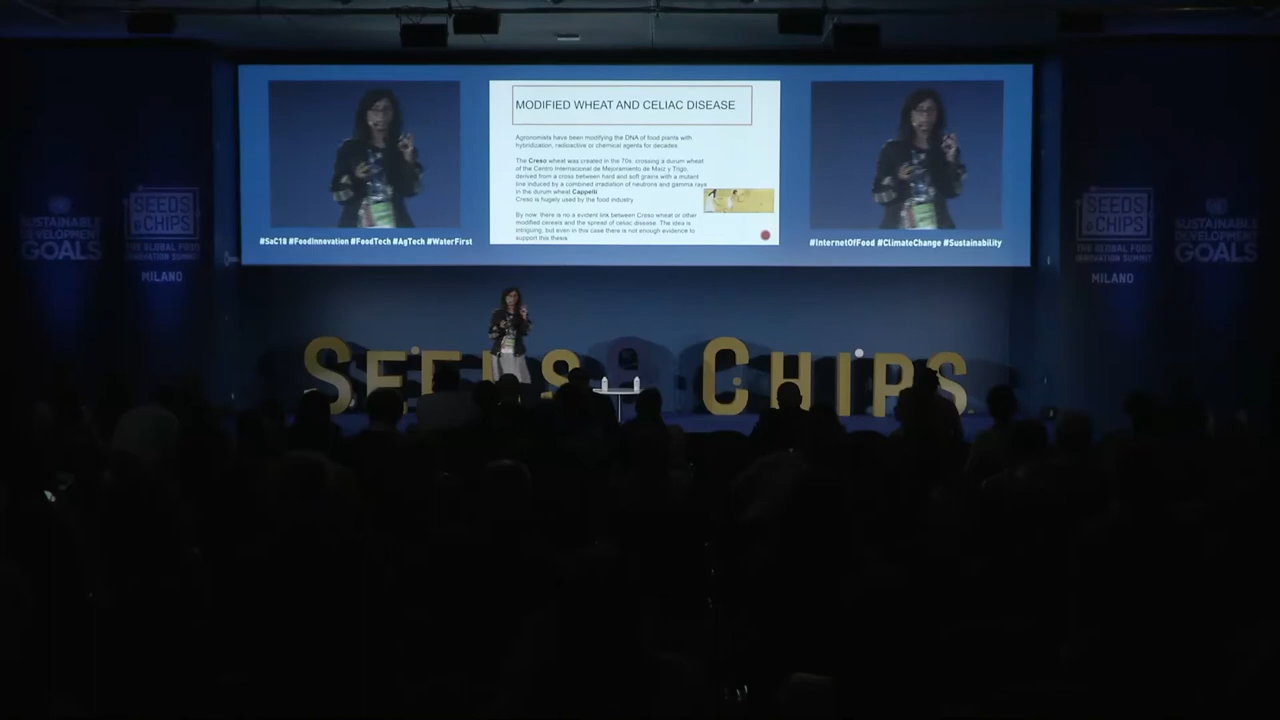 MODIFIED WHEAT AND CELIAC DISEASE
Agronomists have been modifying the DNA of food plants with
hybridization, radioactive or chemical agents for decades.
The Creso wheat was created in the 70s, crossing a durum wheat
of the Centro Internacional de Mejoramiento de Maiz y Trigo,
derived from a cross between hard and soft grains with a mutant
line induced by a combined irradiation of neutrons and gamma rays
in the durum wheat Cappelli
Creso is hugely used by the food industry.
By now, there is no a evident link between Creso wheat or other
modified cereals and the spread of celiac disease. The idea is
intriguing, but even in this case there is not enough evidence to
support this thesis
#SaC18 #FoodInnovation #FoodTech #AgTech #WaterFirst
#InternetOfFood #ClimateChange #Sustainability
SUSTAINABLE
DEVELOPMENT
GOALS
SEEDS
&CHIPS
THE GLOBAL FOOD
INNOVATION SUMMIT
MILANO
SEEDS
&CHIPS
THE GLOBAL FOOD
INNOVATION SUMMIT
MILANO
SUSTAINABLE
DEVELOPMENT
GOALS
SEEDS CHIPS